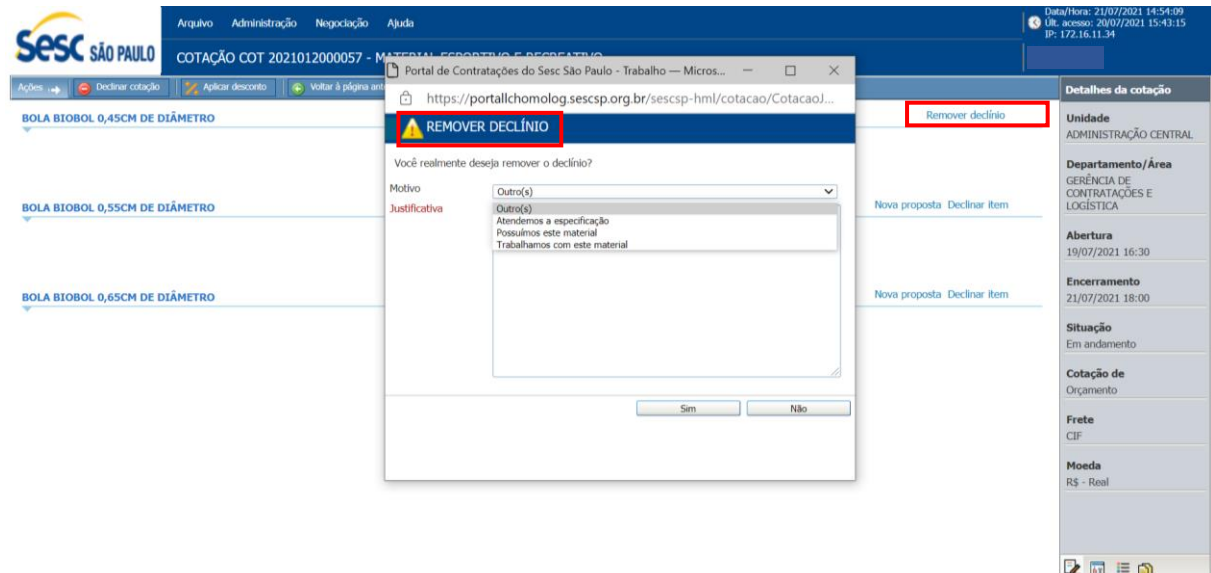 Sesc SÃO PAULO
Arquivo Administração Negociação Ajuda
Data/Hora: 21/07/2021 14:54:09
Últ. acesso: 20/07/2021 15:43:15
IP: 172.16.11.34
COTAÇÃO COT 20210120000057 - MATERIAL ESPORTIVO E RECREATIVO
Ações Declinar cotação Aplicar desconto Voltar à página ant
BOLA BIOBOL 0,45CM DE DIÂMETRO
Remover declínio
BOLA BIOBOL 0,55CM DE DIÂMETRO
Nova proposta Declinar item
BOLA BIOBOL 0,65CM DE DIÂMETRO
Nova proposta Declinar item
Portal de Contratações do Sesc São Paulo - Trabalho — Micros...
https://portallchomolog.sescsp.org.br/sescsp-hml/cotacao/CotacaoJ...
REMOVER DECLÍNIO
Você realmente deseja remover o declínio?
Motivo
Outro(s)
Justificativa
Outro(s)
Atendemos a especificação
Possuímos este material
Trabalhamos com este material
Sim Não
Detalhes da cotação
Unidade
ADMINISTRAÇÃO CENTRAL
Departamento/Área
GERÊNCIA DE
CONTRATAÇÕES E
LOGÍSTICA
Abertura
19/07/2021 16:30
Encerramento
21/07/2021 18:00
Situação
Em andamento
Cotação de
Orçamento
Frete
CIF
Moeda
R$ - Real